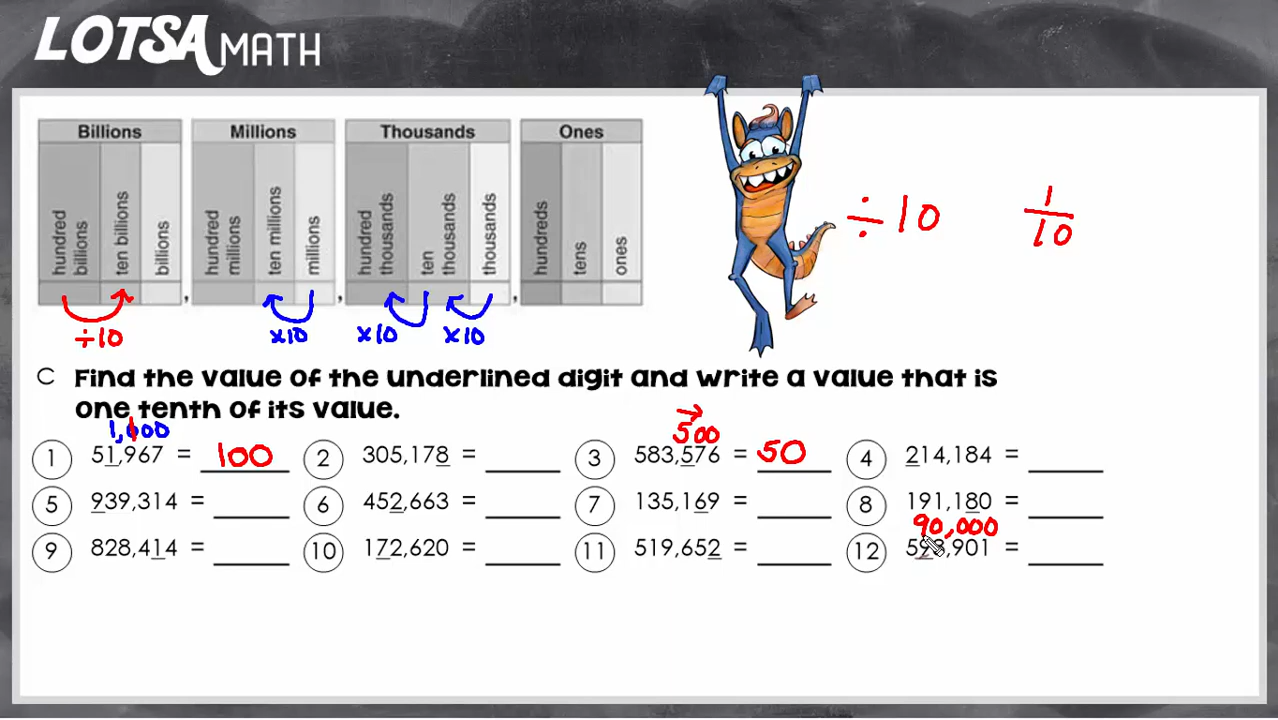 LOTSA MATH
Billions Millions Thousands Ones
hundred billions ten billions billions , hundred millions ten millions millions , hundred thousands ten thousands thousands , hundreds tens ones
÷10 1/10
÷10 x10 x10 x10
C Find the value of the underlined digit and write a value that is
one tenth of its value.
1,000 500
1 51,967 = 100 2 305,178 = 3 583,576 = 50 4 214,184 =
5 939,314 = 6 452,663 = 7 135,169 = 8 191,180 =
90,000
9 828,414 = 10 172,620 = 11 519,652 = 12 593,901 =